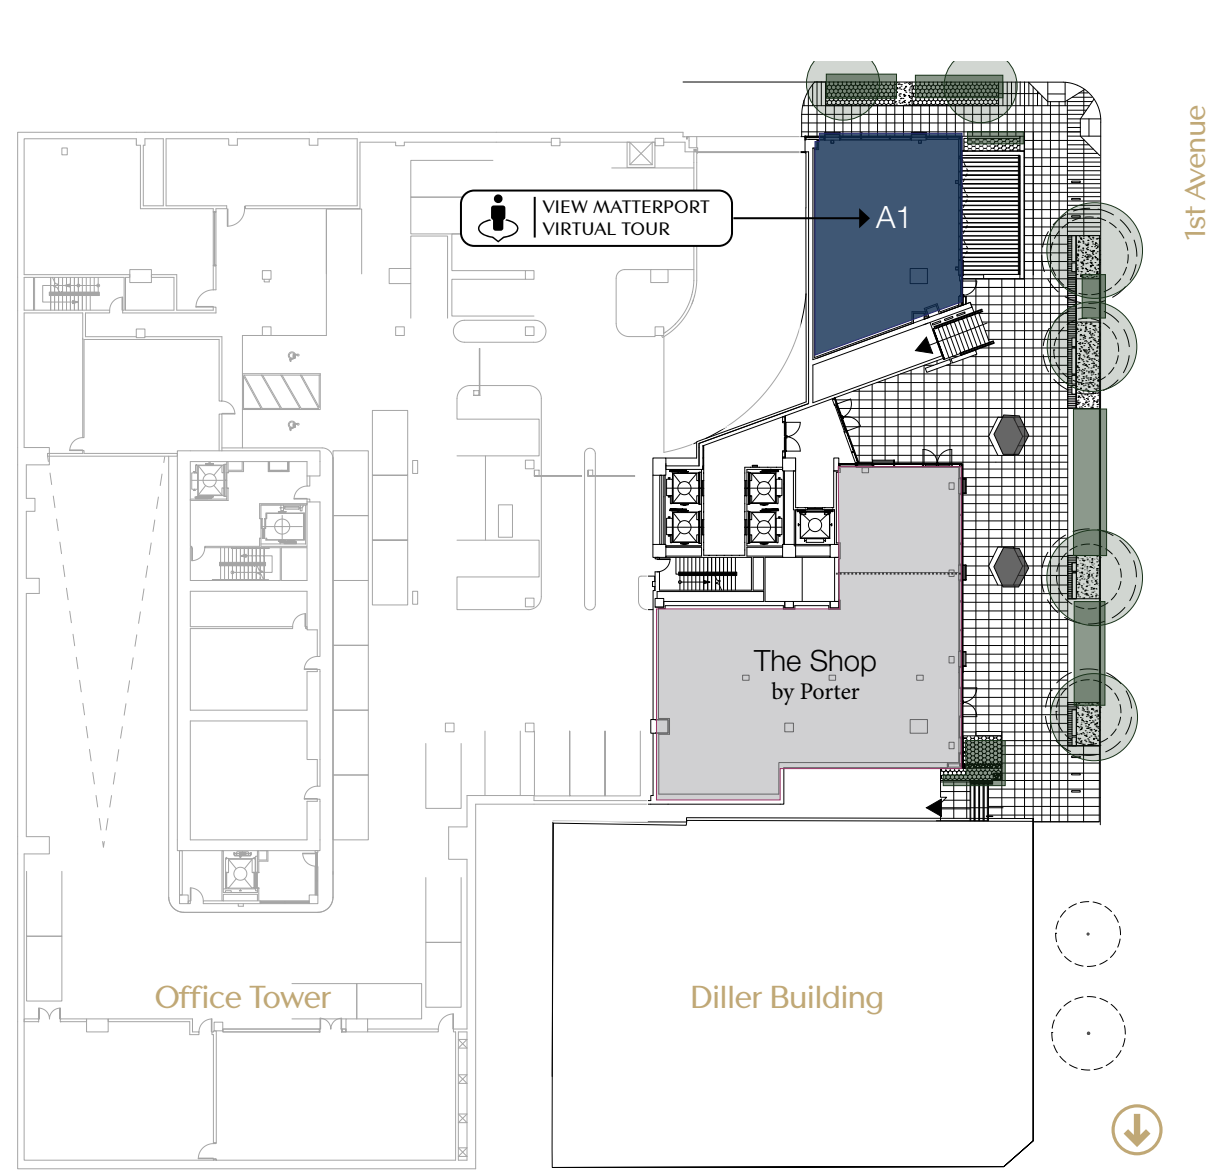 1st Avenue
VIEW MATTERPORT
VIRTUAL TOUR
A1
The Shop
by Porter
Office Tower
Diller Building